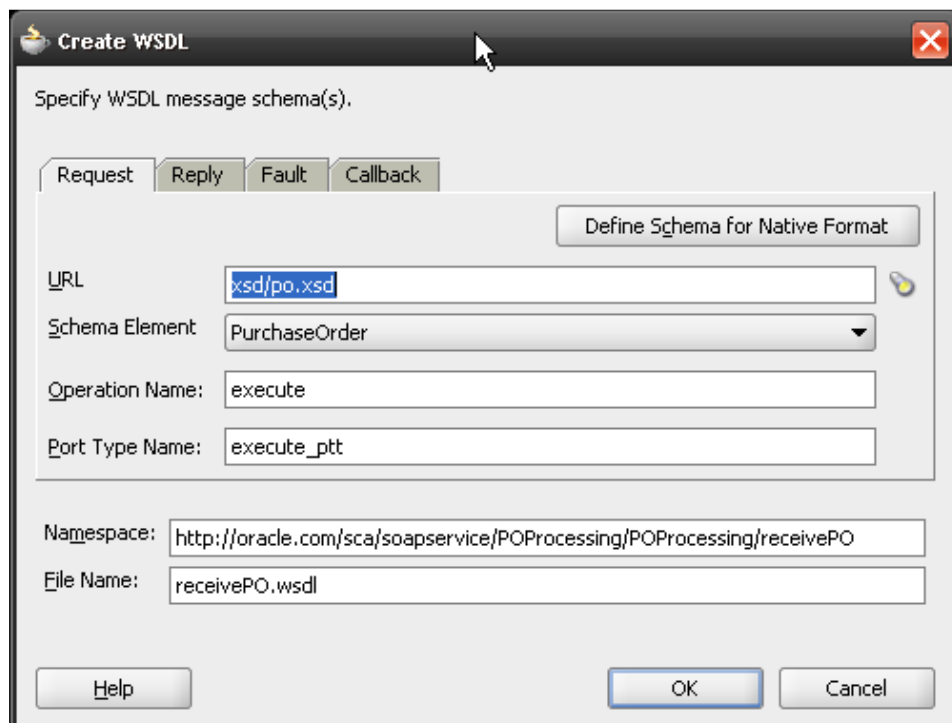 Create WSDL
Specify WSDL message schema(s).
Request Reply Fault Callback
Define Schema for Native Format
URL xsd/po.xsd
Schema Element PurchaseOrder
Operation Name: execute
Port Type Name: execute_ptt
Namespace: http://oracle.com/sca/soapservice/POProcessing/POProcessing/receivePO
File Name: receivePO.wsdl
Help OK Cancel